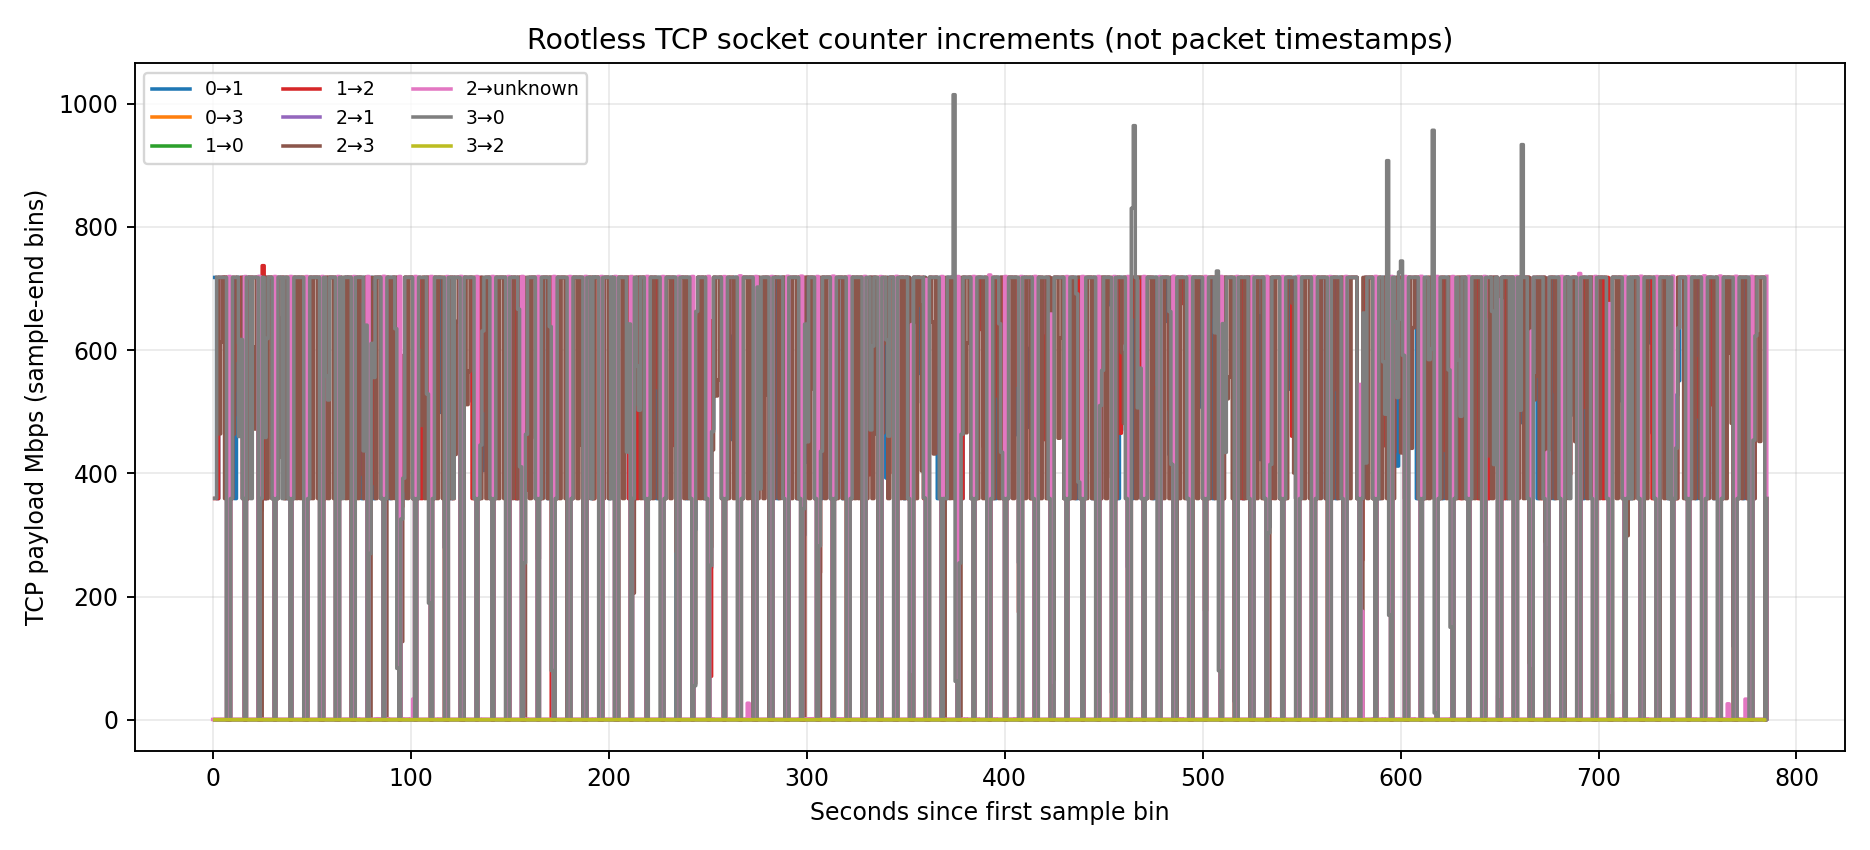 Rootless TCP socket counter increments (not packet timestamps)
0→1 1→2 2→unknown
0→3 2→1 3→0
1→0 2→3 3→2
TCP payload Mbps (sample-end bins)
1000
800
600
400
200
0
0 100 200 300 400 500 600 700 800
Seconds since first sample bin